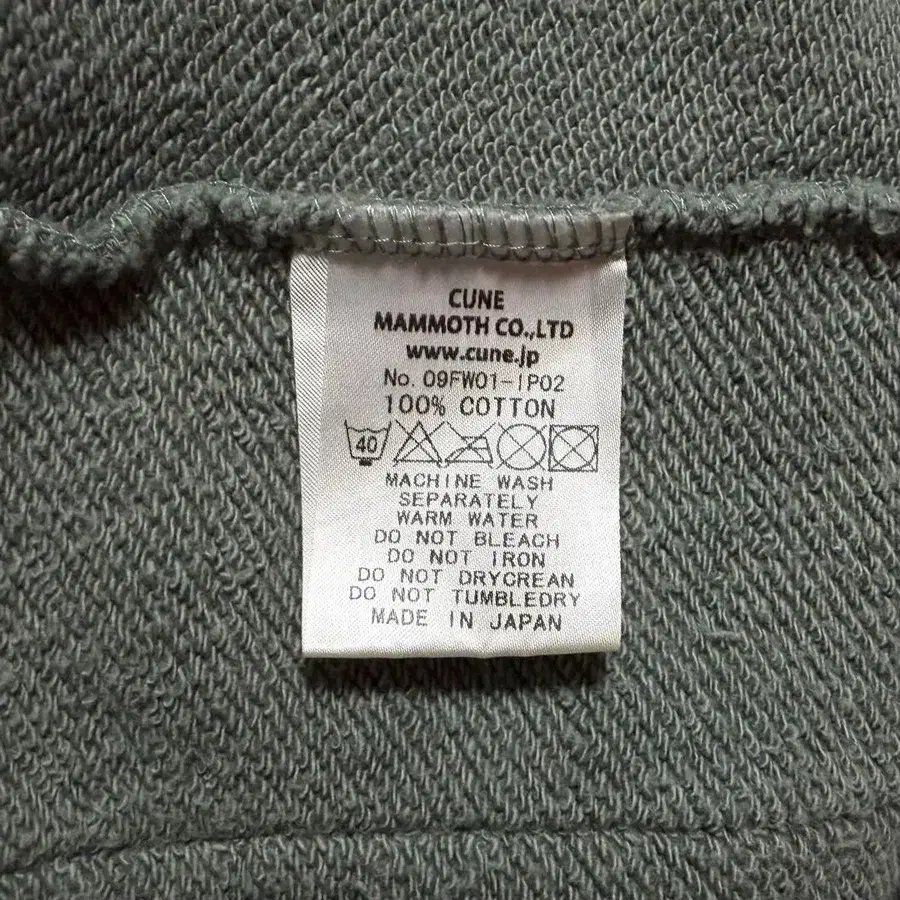 CUNE
MAMMOTH CO.,LTD
www.cune.jp
No. 09FW01-IP02
100% COTTON
40
MACHINE WASH
SEPARATELY
WARM WATER
DO NOT BLEACH
DO NOT IRON
DO NOT DRYCREAN
DO NOT TUMBLEDRY
MADE IN JAPAN